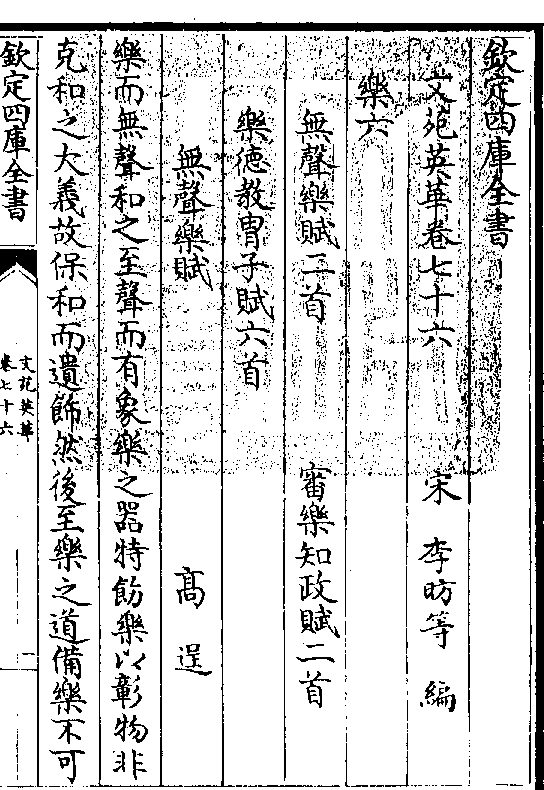 欽定四庫全書
文苑英華卷七十六　宋　李昉等　編
樂六
無聲樂賦三首　審樂知政賦二首
樂德教胄子賦六首
無聲樂賦　高逞
樂而無聲和之至聲而有象樂之器特飾樂以彰物非
克和之大義故保和而遺飾然後至樂之道備樂不可
欽定四庫全書
文苑英華
卷七十六
一